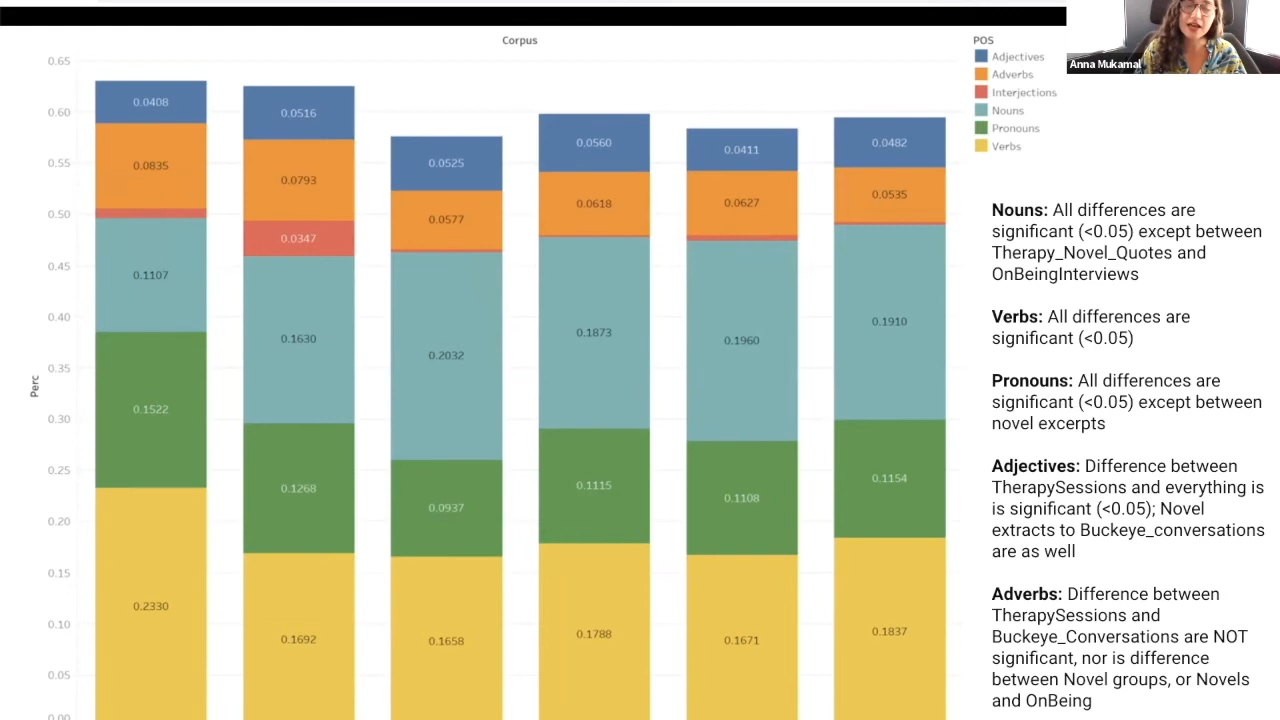 Corpus
POS
Adjectives
Adverbs
Interjections
Nouns
Pronouns
Verbs
Anna Mukamal
Perc
0.65
0.60
0.55
0.50
0.45
0.40
0.35
0.30
0.25
0.20
0.15
0.10
0.05
0.00
0.0408
0.0835
0.1107
0.1522
0.2330
0.0516
0.0793
0.0347
0.1630
0.1268
0.1692
0.0525
0.0577
0.2032
0.0937
0.1658
0.0560
0.0618
0.1873
0.1115
0.1788
0.0411
0.0627
0.1960
0.1108
0.1671
0.0482
0.0535
0.1910
0.1154
0.1837
Nouns: All differences are
significant (<0.05) except between
Therapy_Novel_Quotes and
OnBeingInterviews
Verbs: All differences are
significant (<0.05)
Pronouns: All differences are
significant (<0.05) except between
novel excerpts
Adjectives: Difference between
TherapySessions and everything is
is significant (<0.05); Novel
extracts to Buckeye_conversations
are as well
Adverbs: Difference between
TherapySessions and
Buckeye_Conversations are NOT
significant, nor is difference
between Novel groups, or Novels
and OnBeing